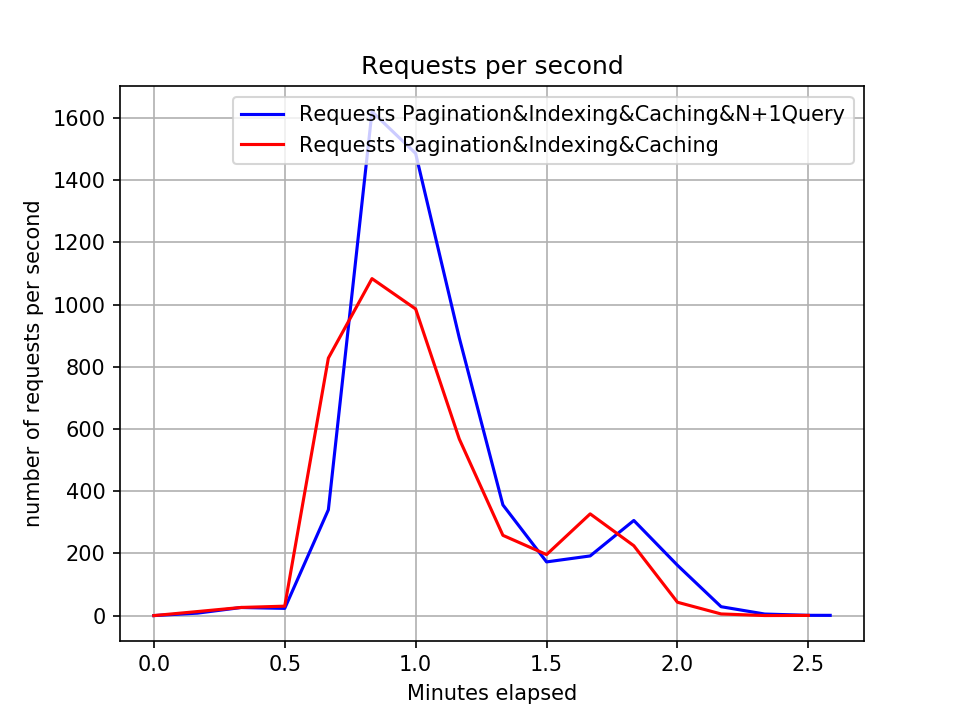 Requests per second
Requests Pagination&Indexing&Caching&N+1Query
Requests Pagination&Indexing&Caching
number of requests per second
1600
1400
1200
1000
800
600
400
200
0
0.0 0.5 1.0 1.5 2.0 2.5
Minutes elapsed